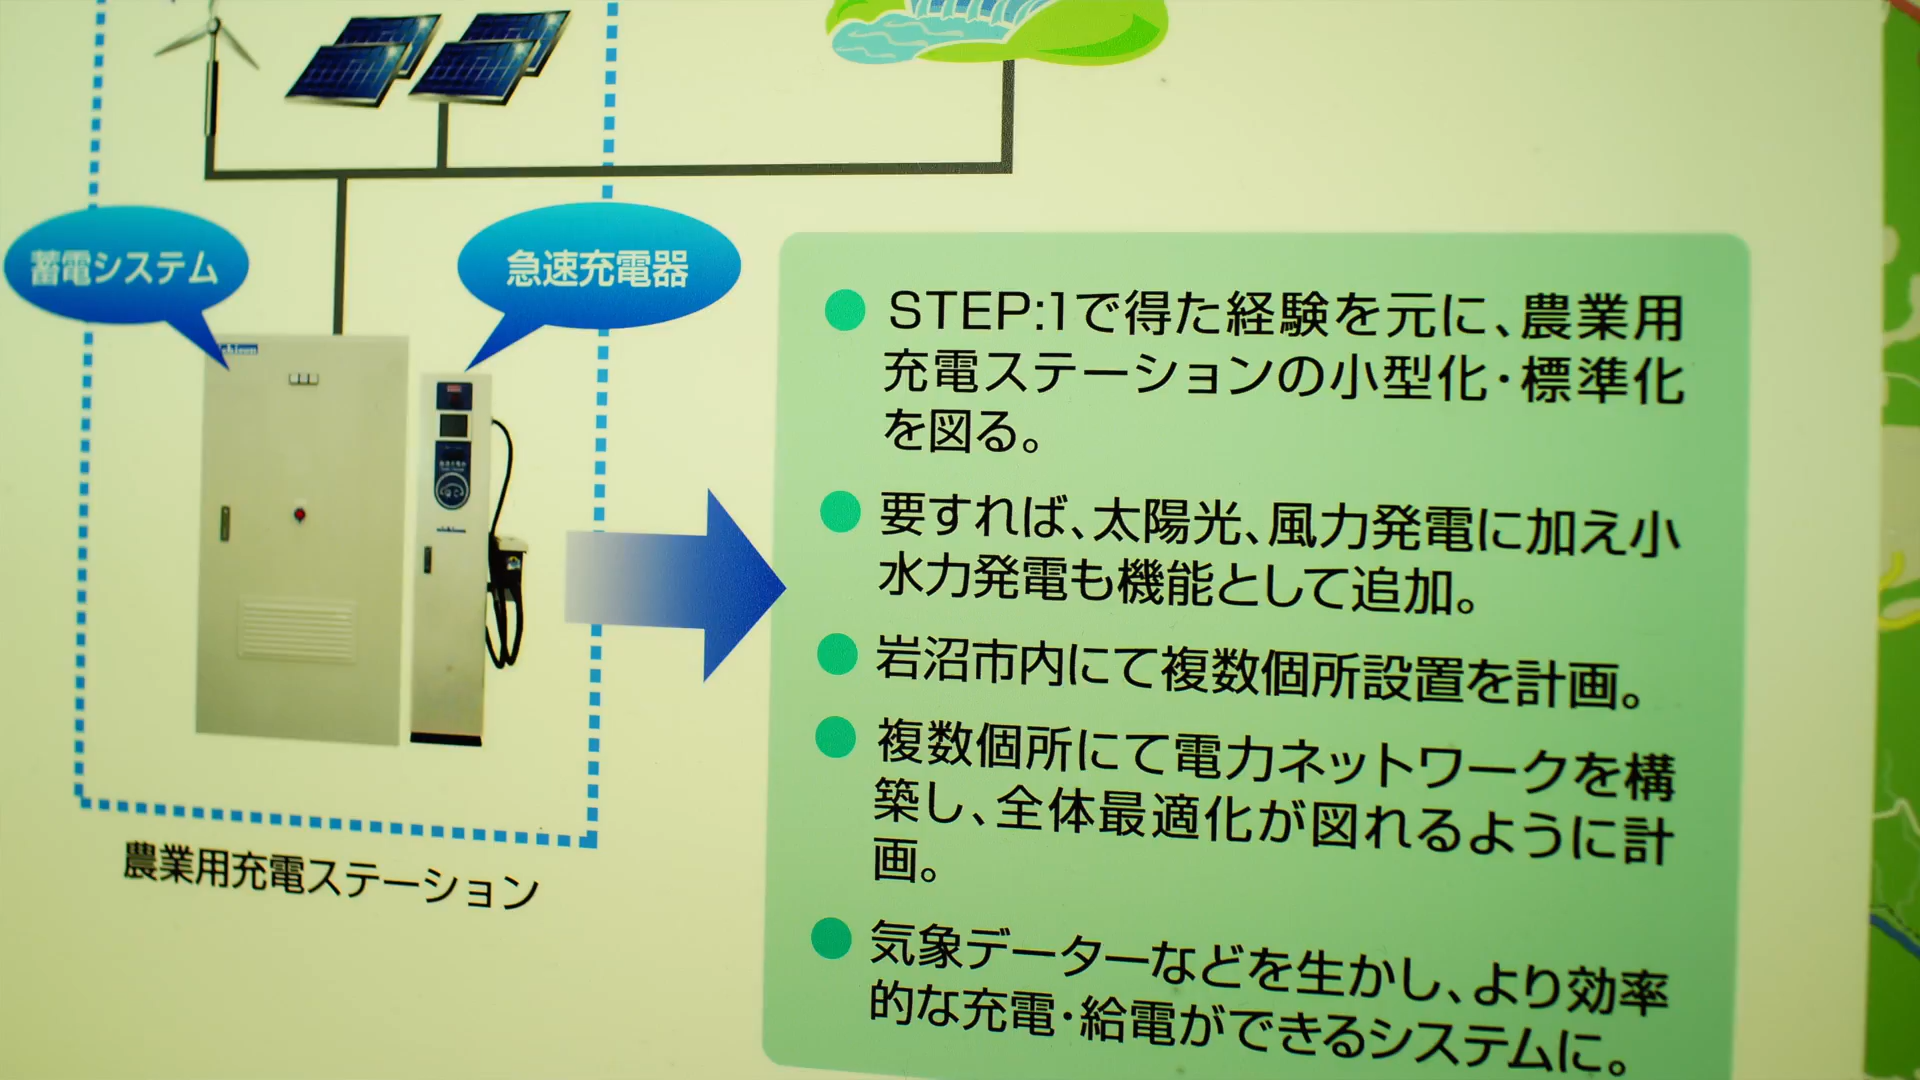 蓄電システム
急速充電器
nichicon
農業用充電ステーション
STEP:1で得た経験を元に、農業用
充電ステーションの小型化・標準化
を図る。
要すれば、太陽光、風力発電に加え小
水力発電も機能として追加。
岩沼市内にて複数個所設置を計画。
複数個所にて電力ネットワークを構
築し、全体最適化が図れるように計
画。
気象データーなどを生かし、より効率
的な充電・給電ができるシステムに。